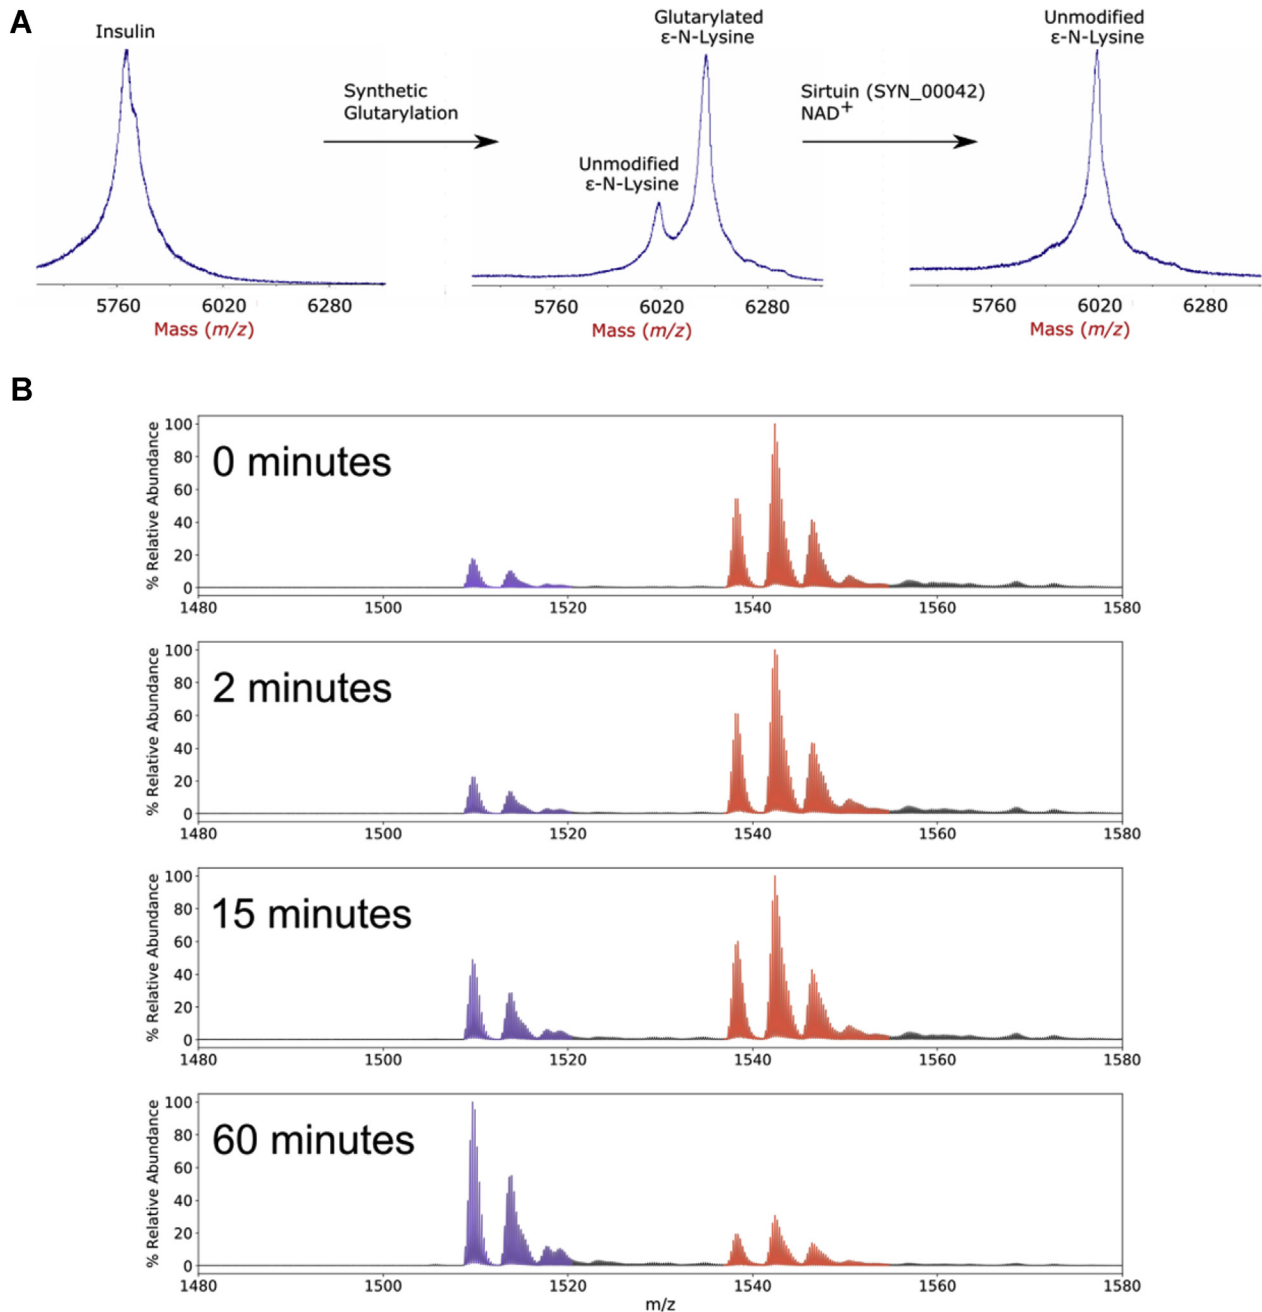 A
Insulin
Synthetic
Glutarylation
Glutarylated
ε-N-Lysine
Unmodified
ε-N-Lysine
Sirtuin (SYN_00042)
NAD+
Unmodified
ε-N-Lysine
5760 6020 6280
Mass (m/z)
5760 6020 6280
Mass (m/z)
5760 6020 6280
Mass (m/z)
B
0 minutes
% Relative Abundance
100
80
60
40
20
0
1480 1500 1520 1540 1560 1580
2 minutes
% Relative Abundance
100
80
60
40
20
0
1480 1500 1520 1540 1560 1580
15 minutes
% Relative Abundance
100
80
60
40
20
0
1480 1500 1520 1540 1560 1580
60 minutes
% Relative Abundance
100
80
60
40
20
0
1480 1500 1520 1540 1560 1580
m/z